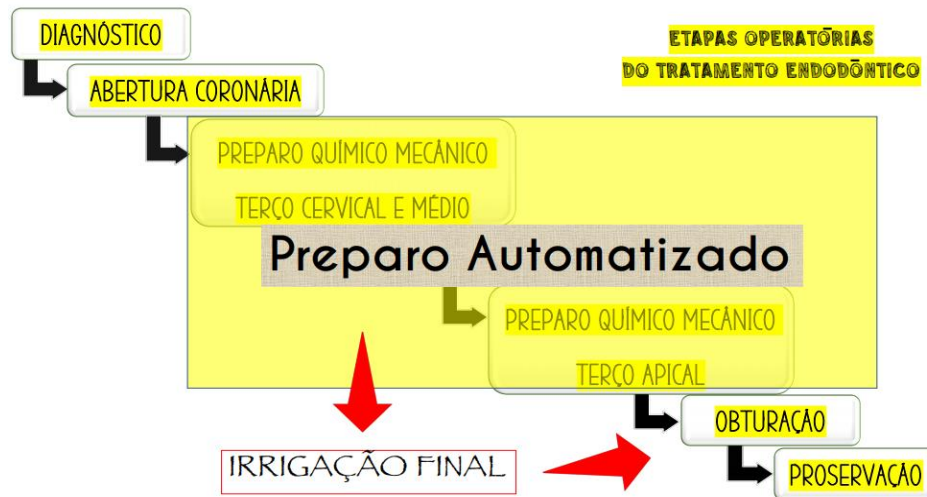 DIAGNÓSTICO
ETAPAS OPERATÓRIAS
DO TRATAMENTO ENDODÔNTICO
ABERTURA CORONÁRIA
PREPARO QUÍMICO MECÂNICO
TERÇO CERVICAL E MÉDIO
Preparo Automatizado
PREPARO QUÍMICO MECÂNICO
TERÇO APICAL
OBTURAÇÃO
IRRIGAÇÃO FINAL
PROSERVAÇÃO